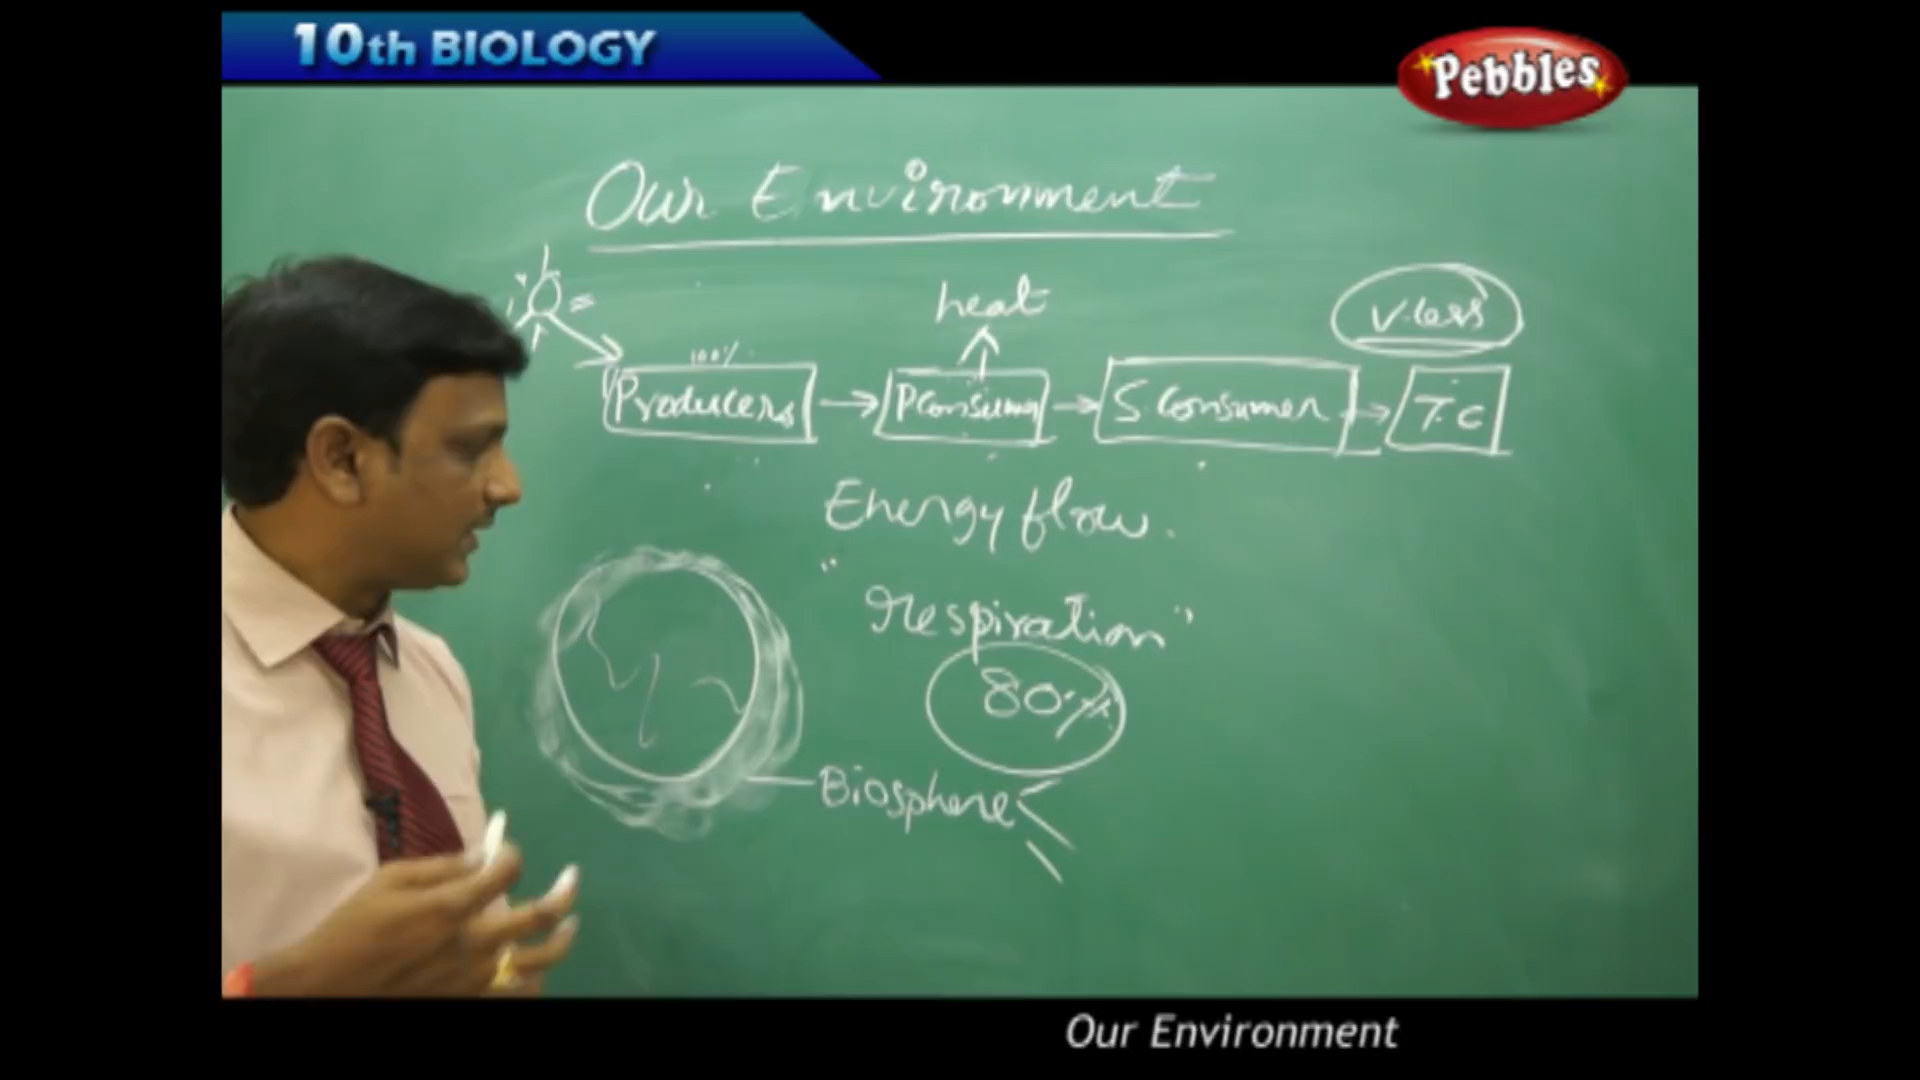 10th BIOLOGY
Pebbles
Our Environment
heat
V.less
100%
Producers
P Consumer
S Consumer
T.C
Energy flow.
"respiration"
80%
Biosphere
Our Environment